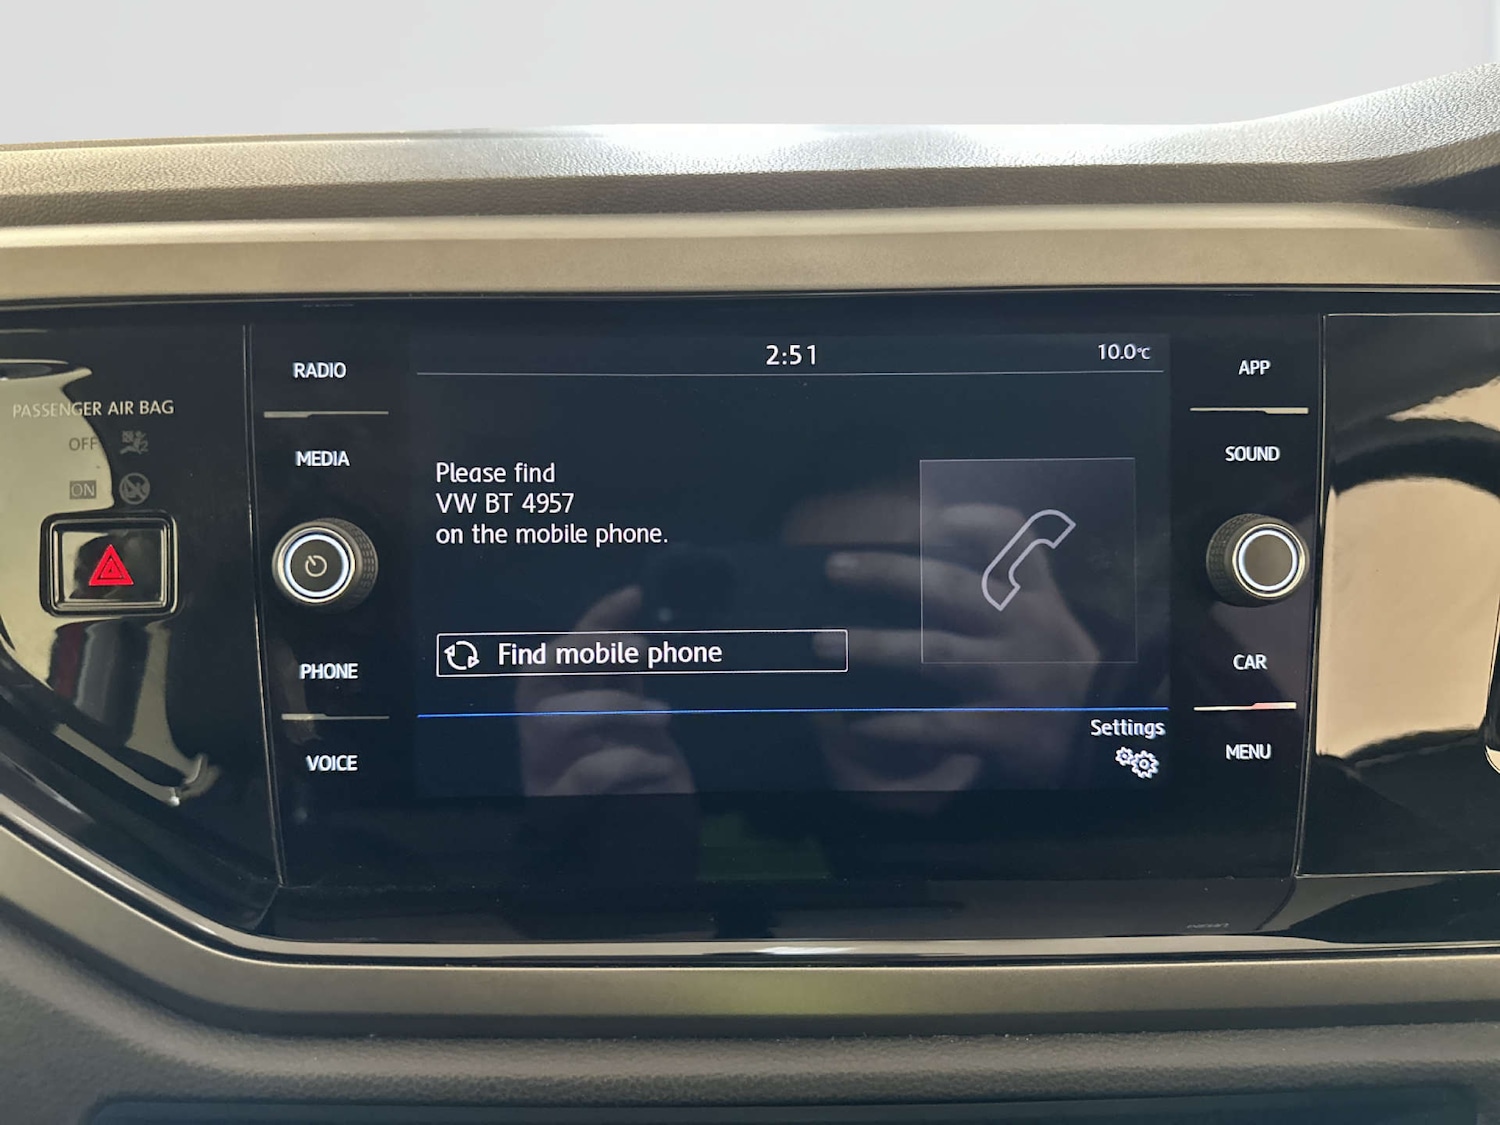 2:51
10.0°C
RADIO
APP
PASSENGER AIR BAG
OFF
ON
MEDIA
SOUND
Please find
VW BT 4957
on the mobile phone.
Find mobile phone
PHONE
CAR
Settings
VOICE
MENU